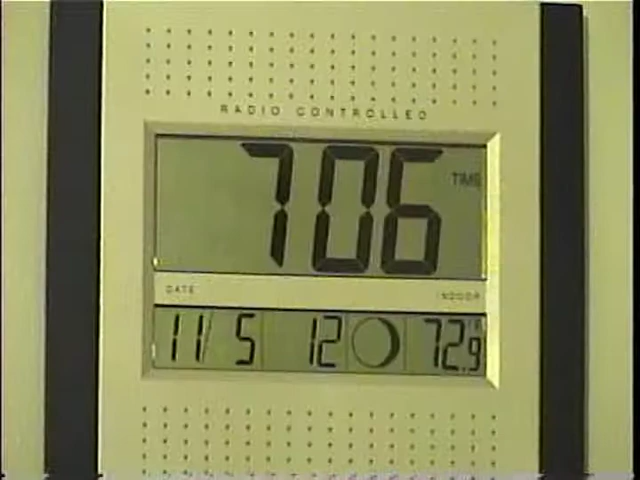 RADIO CONTROLLED
706
TIME
DATE
INDOOR
11/5 12 72.9